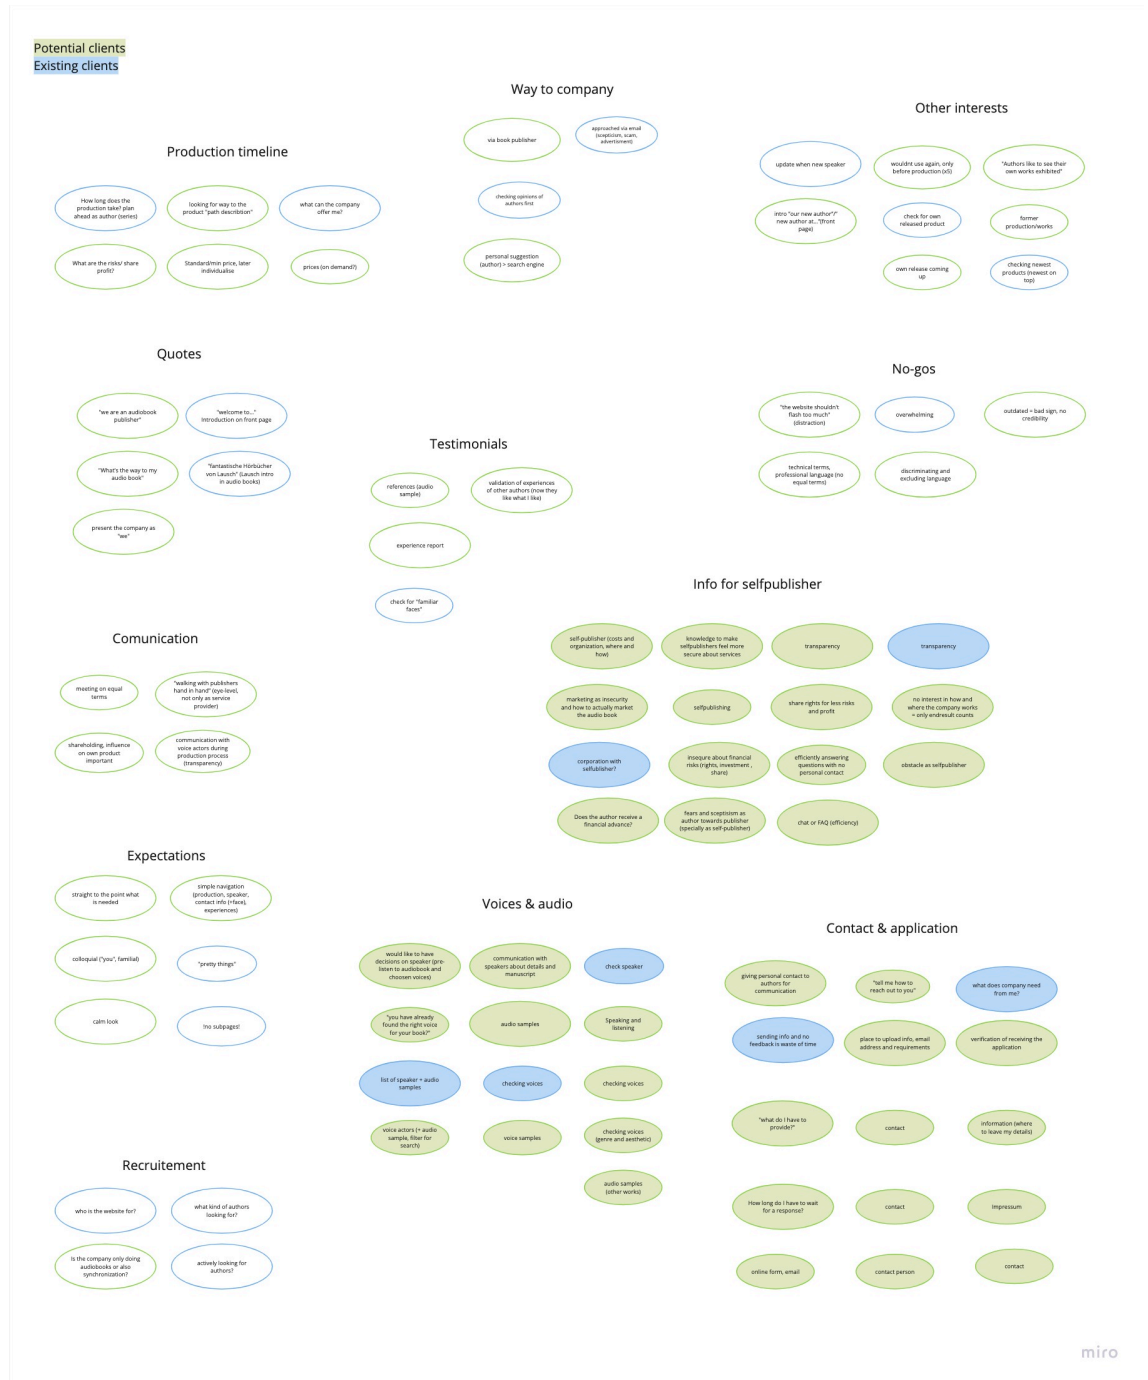 Potential clients
Existing clients
Way to company
via book publisher
approached via email
(scepticism, scam,
advertisment)
checking opinions of
authors first
personal suggestion
(author) > search engine
Other interests
update when new speaker
wouldnt use again, only
before production (x5)
"Authors like to see their
own works exhibited"
intro "our new author"/"
new author at..."(front
page)
check for own
released product
former
production/works
own release coming
up
checking newest
products (newest on
top)
Production timeline
How long does the
production take? plan
ahead as author (series)
looking for way to the
product "path describtion"
what can the company
offer me?
What are the risks/ share
profit?
Standard/min price, later
individualise
prices (on demand?)
Quotes
"we are an audiobook
publisher"
"welcome to..."
Introduction on front page
"What's the way to my
audio book"
"fantastische Hörbücher
von Lausch" (Lausch intro
in audio books)
present the company as
"we"
Testimonials
references (audio
sample)
validation of experiences
of other authors (now they
like what I like)
experience report
check for "familiar
faces"
No-gos
"the website shouldn't
flash too much"
(distraction)
overwhelming
outdated = bad sign, no
credibility
technical terms,
professional language (no
equal terms)
discriminating and
excluding language
Info for selfpublisher
self-publisher (costs and
organization, where and
how)
knowledge to make
selfpublishers feel more
secure about services
transparency
transparency
marketing as insecurity
and how to actually market
the audio book
selfpublishing
share rights for less risks
and profit
no interest in how and
where the company works
= only endresult counts
corporation with
selfublisher?
insequre about financial
risks (rights, investment ,
share)
efficiently answering
questions with no
personal contact
obstacle as selfpublisher
Does the author receive a
financial advance?
fears and sceptisism as
author towards publisher
(specially as self-publisher)
chat or FAQ (efficiency)
Comunication
meeting on equal
terms
"walking with publishers
hand in hand" (eye-level,
not only as service
provider)
shareholding, influence
on own product
important
communication with
voice actors during
production process
(transparency)
Expectations
straight to the point what
is needed
simple navigation
(production, speaker,
contact info (+face),
experiences)
colloquial ("you", familial)
"pretty things"
calm look
!no subpages!
Voices & audio
would like to have
decisions on speaker (pre-
listen to audiobook and
choosen voices)
communication with
speakers about details and
manuscript
check speaker
"you have already
found the right voice
for your book?"
audio samples
Speaking and
listening
list of speaker + audio
samples
checking voices
checking voices
voice actors (+ audio
sample, filter for
search)
voice samples
checking voices
(genre and aesthetic)
audio samples
(other works)
Contact & application
giving personal contact to
authors for
communication
"tell me how to
reach out to you"
what does company need
from me?
sending info and no
feedback is waste of time
place to upload info, email
address and requirements
verification of receiving the
application
"what do I have to
provide?"
contact
information (where
to leave my details)
How long do I have to wait
for a response?
contact
Impressum
online form, email
contact person
contact
Recruitement
who is the website for?
what kind of authors
looking for?
Is the company only doing
audiobooks or also
synchronization?
actively looking for
authors?
miro